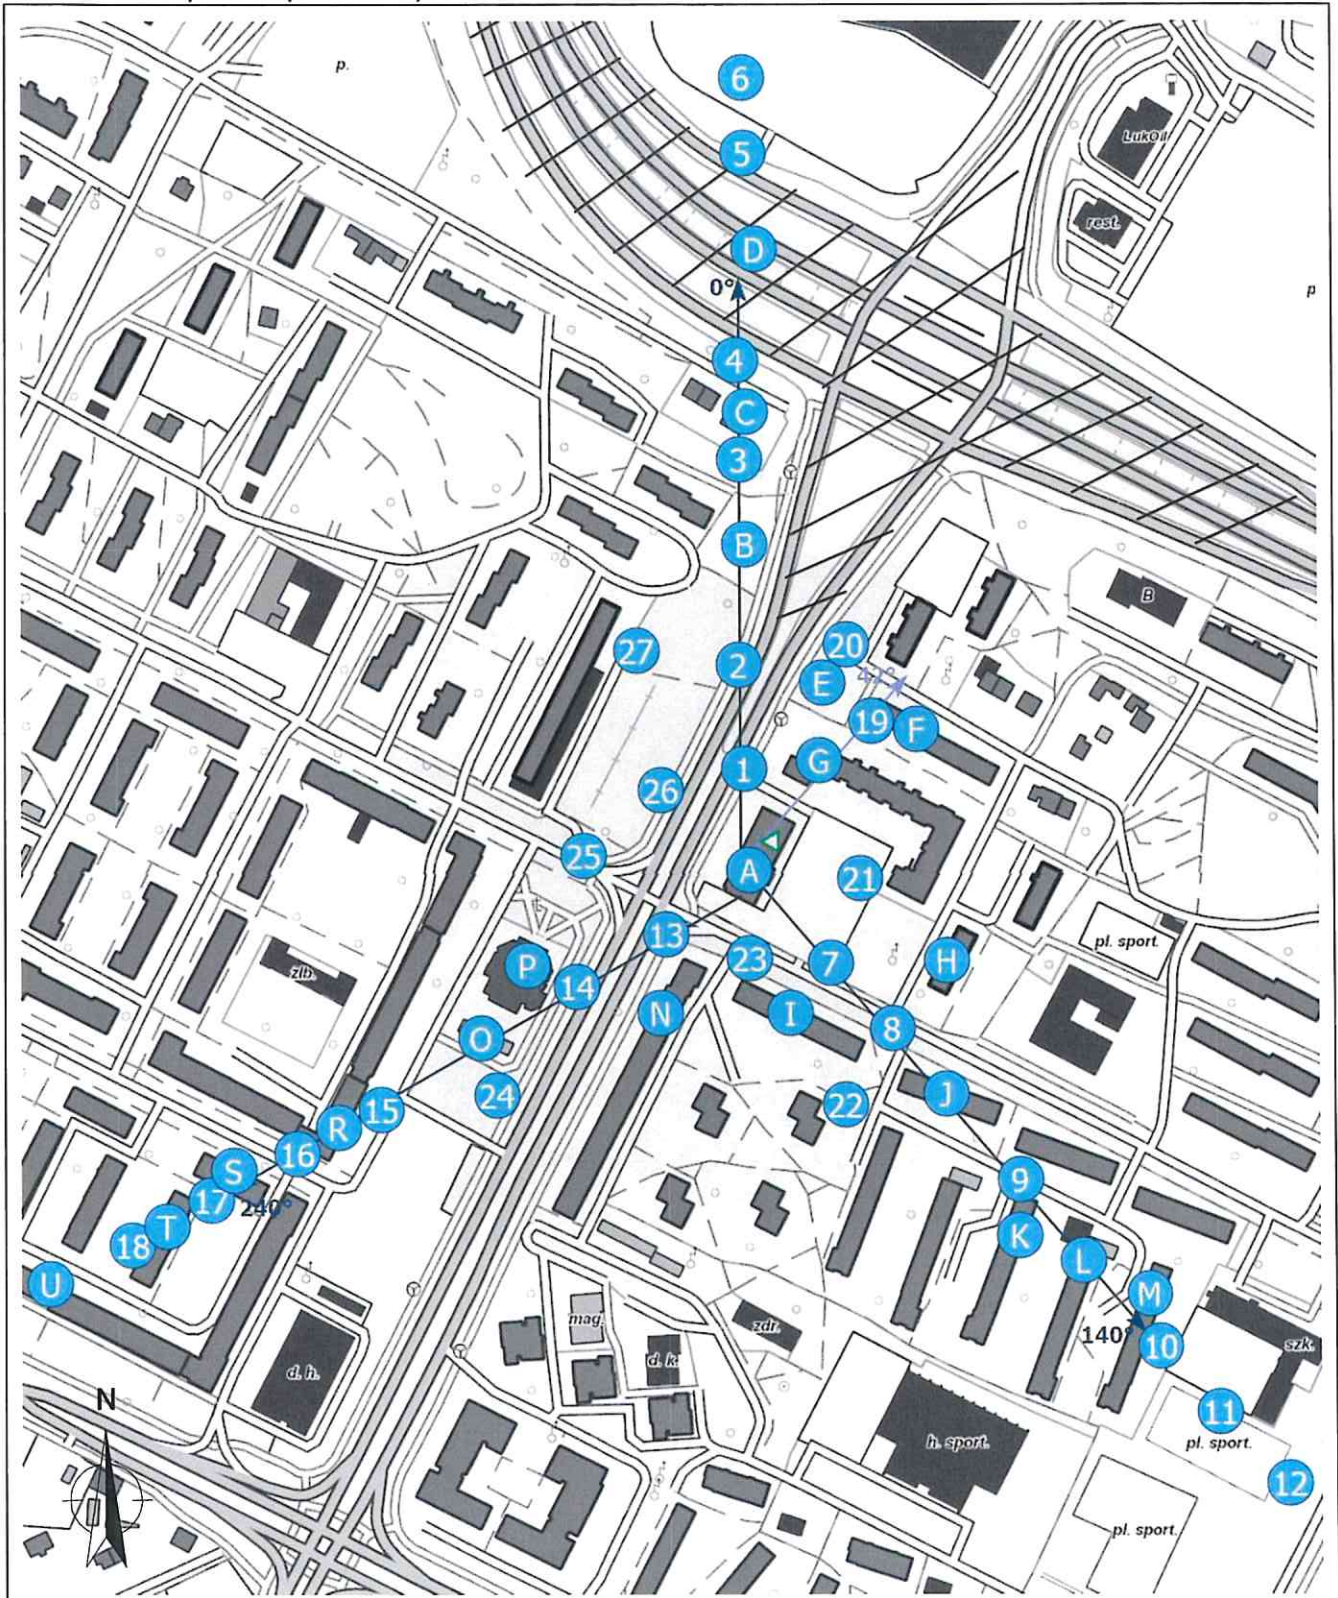 p.
6
LukOil
5
rest.
D
0°
p
4
C
3
B
B
20
27
2
42°
E
19
F
G
1
26
25
A
21
13
pl. sport.
P
zlb.
14
23
7
H
N
I
8
O
24
15
22
J
R
16
S
9
17
240°
K
T
18
L
U
M
mag.
zdr.
140°
10
szk.
d. k.
d. h.
N
11
pl. sport.
h. sport.
12
pl. sport.